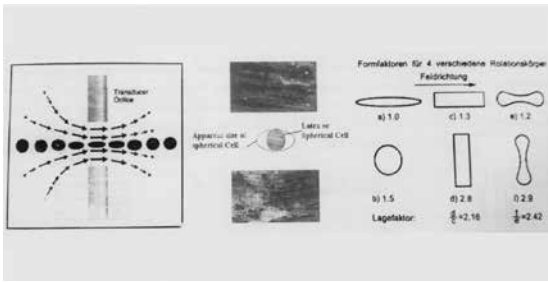 Transducer
Orifice
Apparent size of
spherical Cell
Latex or
Spherical Cell
Formfaktoren für 4 verschiedene Rotationskörper
Feldrichtung
a) 1.0
c) 1.3
e) 1.2
b) 1.5
d) 2.8
f) 2.9
Lagefaktor:
d/c =2.16
f/e =2.42